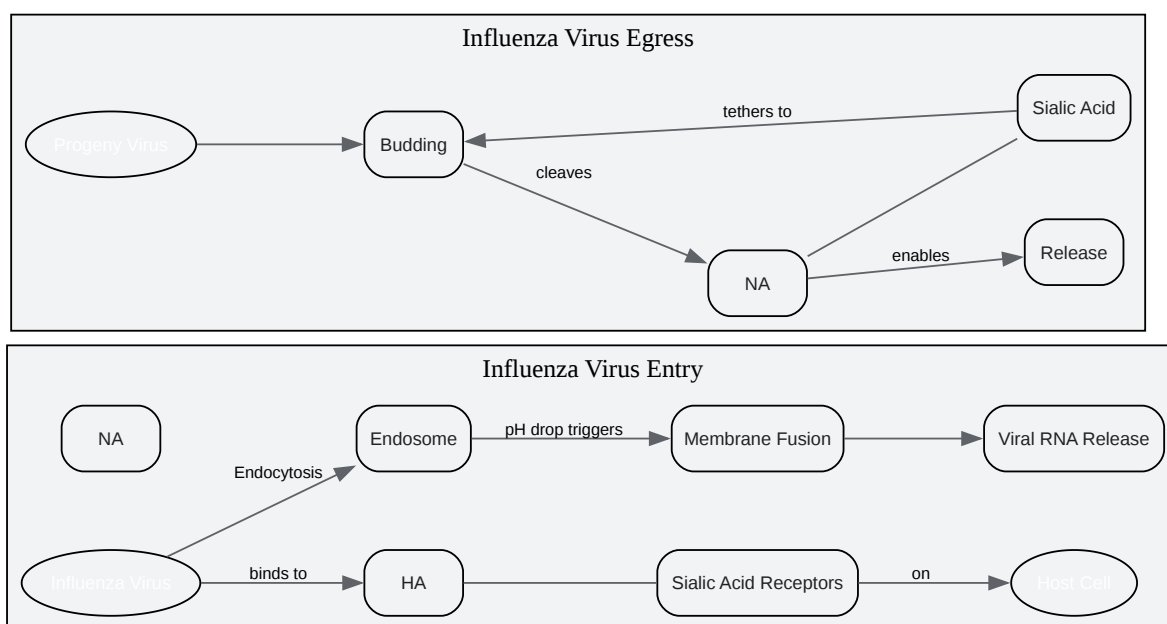 Influenza Virus Egress
Progeny Virus
Budding
tethers to
Sialic Acid
cleaves
NA
enables
Release
Influenza Virus Entry
NA
Endosome
pH drop triggers
Membrane Fusion
Viral RNA Release
Endocytosis
Influenza Virus
binds to
HA
Sialic Acid Receptors
on
Host Cell